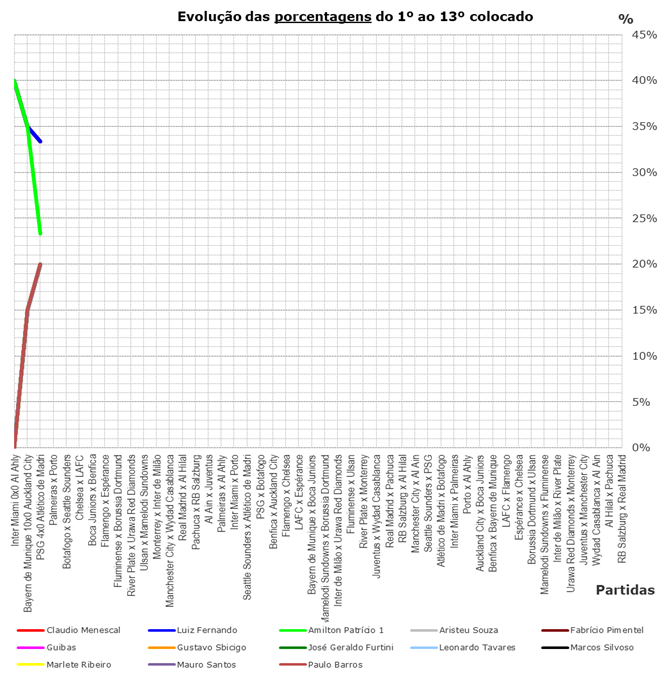 Evolução das porcentagens do 1º ao 13º colocado
%
45%
40%
35%
30%
25%
20%
15%
10%
5%
0%
Inter Miami 0x0 Al Ahly
Bayern de Munique 10x0 Auckland City
PSG 4x0 Atlético de Madri
Palmeiras x Porto
Botafogo x Seattle Sounders
Chelsea x LAFC
Boca Juniors x Benfica
Flamengo x Espérance
Fluminense x Borussia Dortmund
River Plate x Urawa Red Diamonds
Ulsan x Mamelodi Sundowns
Monterrey x Inter de Milão
Manchester City x Wydad Casablanca
Real Madrid x Al Hilal
Pachuca x RB Salzburg
Al Ain x Juventus
Palmeiras x Al Ahly
Inter Miami x Porto
Seattle Sounders x Atlético de Madri
PSG x Botafogo
Benfica x Auckland City
Flamengo x Chelsea
LAFC x Espérance
Bayern de Munique x Boca Juniors
Mamelodi Sundowns x Borussia Dortmund
Inter de Milão x Urawa Red Diamonds
Fluminense x Ulsan
River Plate x Monterrey
Juventus x Wydad Casablanca
Real Madrid x Pachuca
RB Salzburg x Al Hilal
Manchester City x Al Ain
Seattle Sounders x PSG
Atlético de Madri x Botafogo
Inter Miami x Palmeiras
Porto x Al Ahly
Auckland City x Boca Juniors
Benfica x Bayern de Munique
LAFC x Flamengo
Esperance x Chelsea
Borussia Dortmund x Ulsan
Mamelodi Sundowns x Fluminense
Inter de Milão x River Plate
Urawa Red Diamonds x Monterrey
Juventus x Manchester City
Wydad Casablanca x Al Ain
Al Hilal x Pachuca
RB Salzburg x Real Madrid
Partidas
Claudio Menescal
Luiz Fernando
Amilton Patrício 1
Aristeu Souza
Fabrício Pimentel
Guibas
Gustavo Sbicigo
José Geraldo Furtini
Leonardo Tavares
Marcos Silvoso
Marlete Ribeiro
Mauro Santos
Paulo Barros